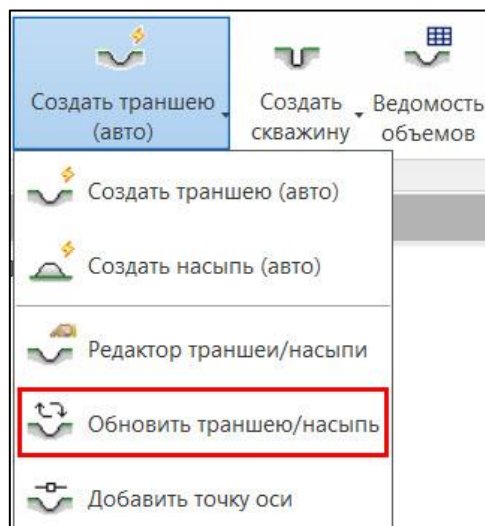 Создать траншею
(авто)
Создать
скважину
Ведомость
объемов
Создать траншею (авто)
Создать насыпь (авто)
Редактор траншеи/насыпи
Обновить траншею/насыпь
Добавить точку оси